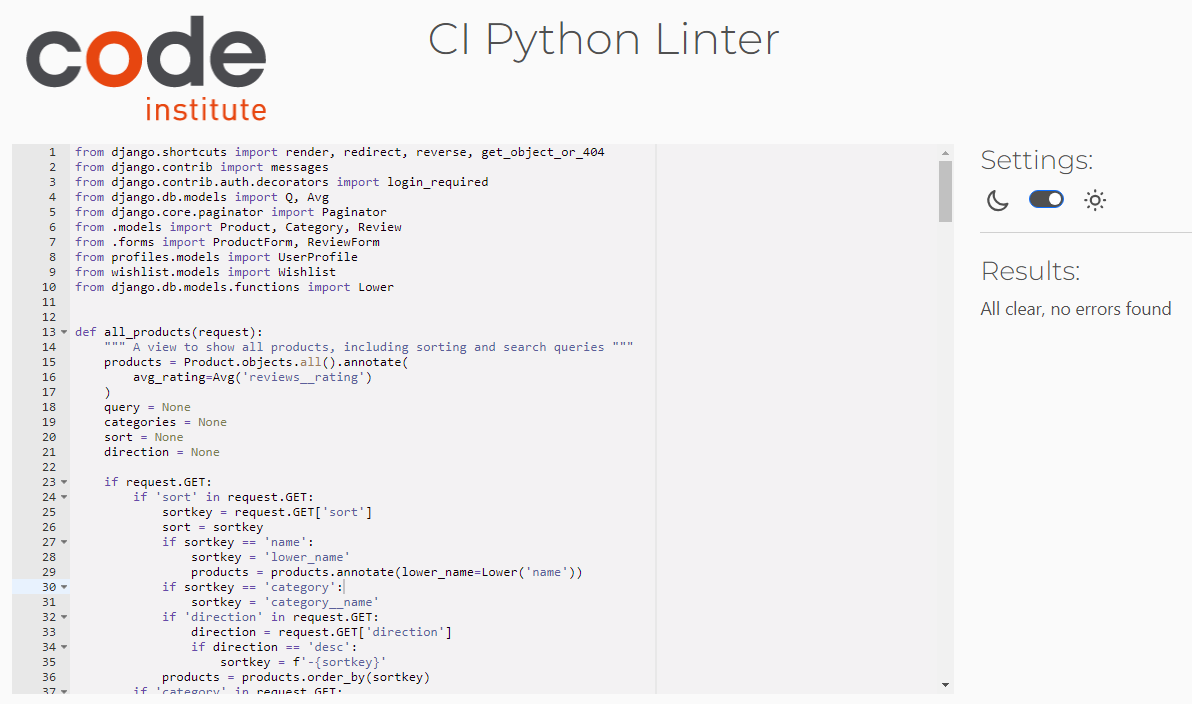 code
institute
CI Python Linter
1 from django.shortcuts import render, redirect, reverse, get_object_or_404
2 from django.contrib import messages
3 from django.contrib.auth.decorators import login_required
4 from django.db.models import Q, Avg
5 from django.core.paginator import Paginator
6 from .models import Product, Category, Review
7 from .forms import ProductForm, ReviewForm
8 from profiles.models import UserProfile
9 from wishlist.models import Wishlist
10 from django.db.models.functions import Lower
11
12
13 def all_products(request):
14     """ A view to show all products, including sorting and search queries """
15     products = Product.objects.all().annotate(
16         avg_rating=Avg('reviews__rating')
17     )
18     query = None
19     categories = None
20     sort = None
21     direction = None
22
23     if request.GET:
24         if 'sort' in request.GET:
25             sortkey = request.GET['sort']
26             sort = sortkey
27             if sortkey == 'name':
28                 sortkey = 'lower_name'
29                 products = products.annotate(lower_name=Lower('name'))
30             if sortkey == 'category':
31                 sortkey = 'category__name'
32             if 'direction' in request.GET:
33                 direction = request.GET['direction']
34                 if direction == 'desc':
35                     sortkey = f'-{sortkey}'
36             products = products.order_by(sortkey)
37         if 'category' in request.GET:
Settings:
Results:
All clear, no errors found